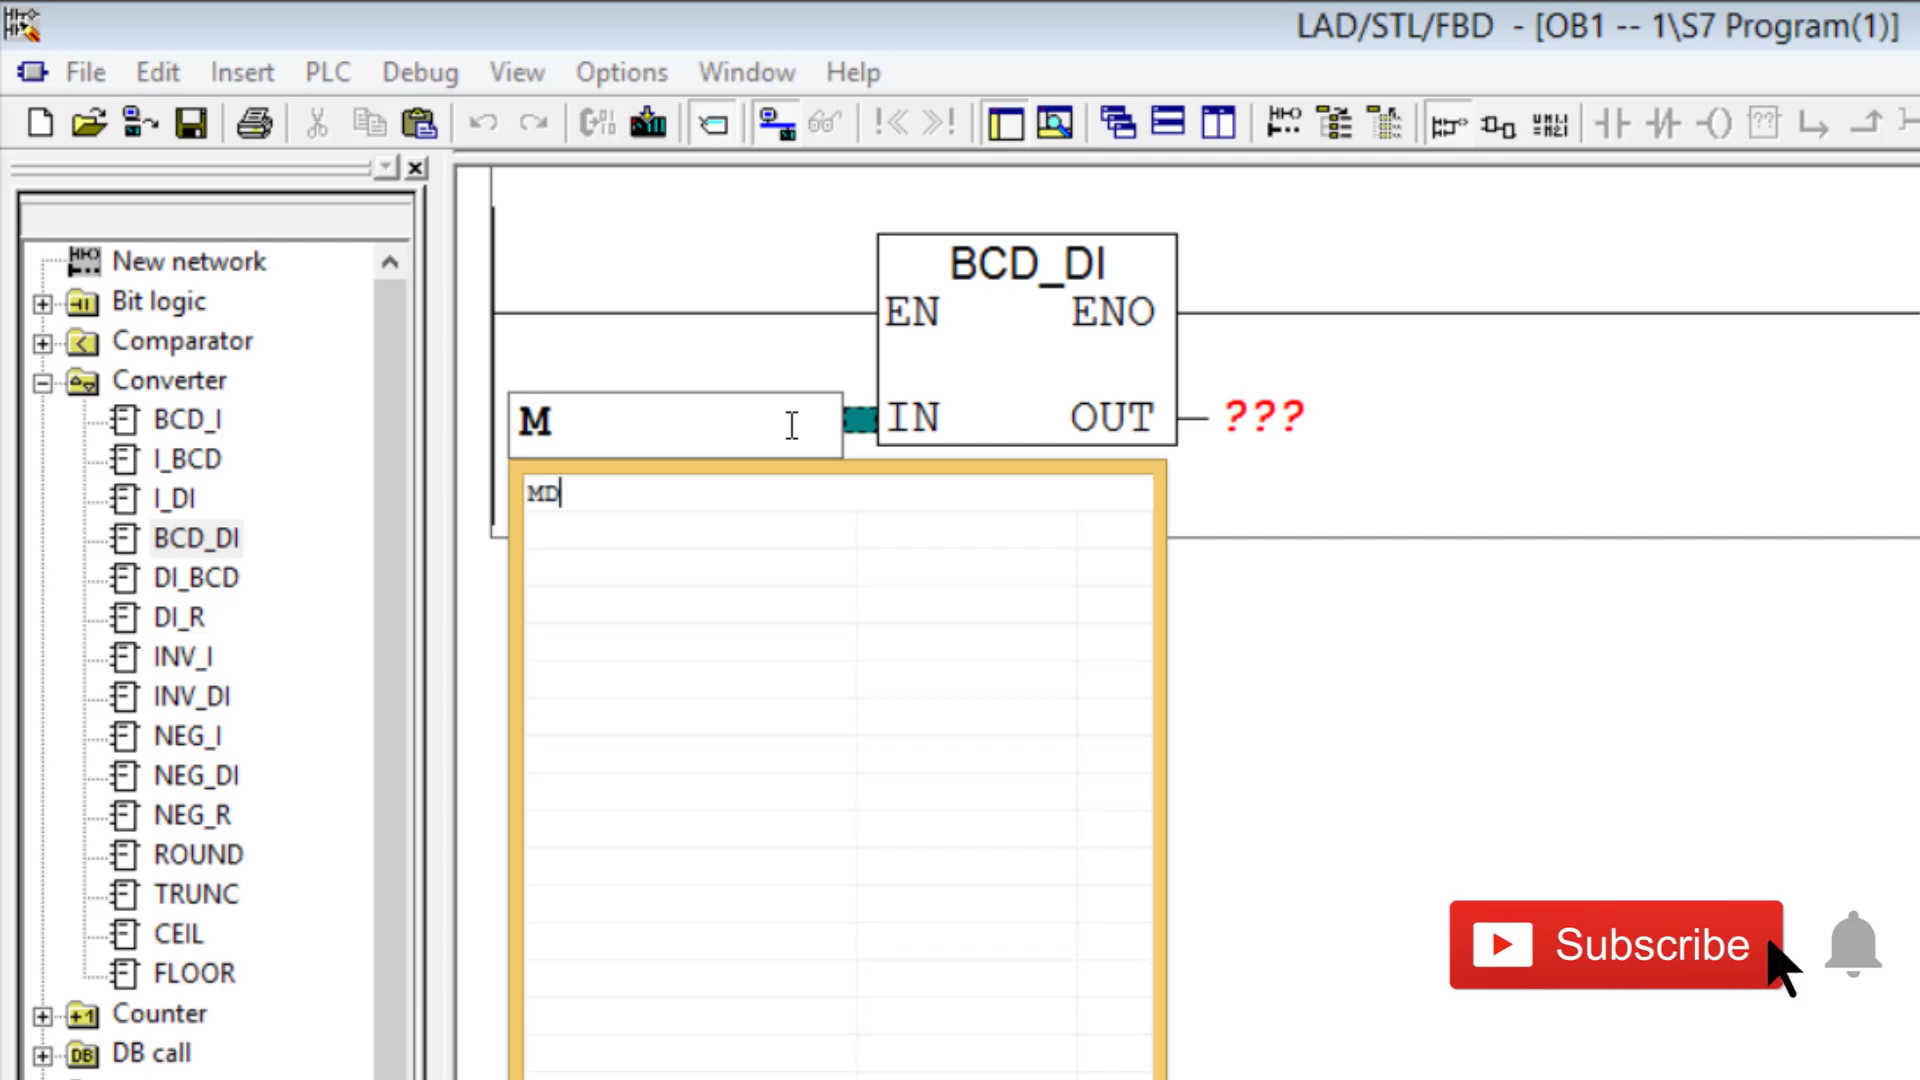 LAD/STL/FBD - [OB1 -- 1\S7 Program(1)]
File Edit Insert PLC Debug View Options Window Help
New network
Bit logic
Comparator
Converter
BCD_I
I_BCD
I_DI
BCD_DI
DI_BCD
DI_R
INV_I
INV_DI
NEG_I
NEG_DI
NEG_R
ROUND
TRUNC
CEIL
FLOOR
Counter
DB call
BCD_DI
EN ENO
M IN OUT ???
MD
Subscribe